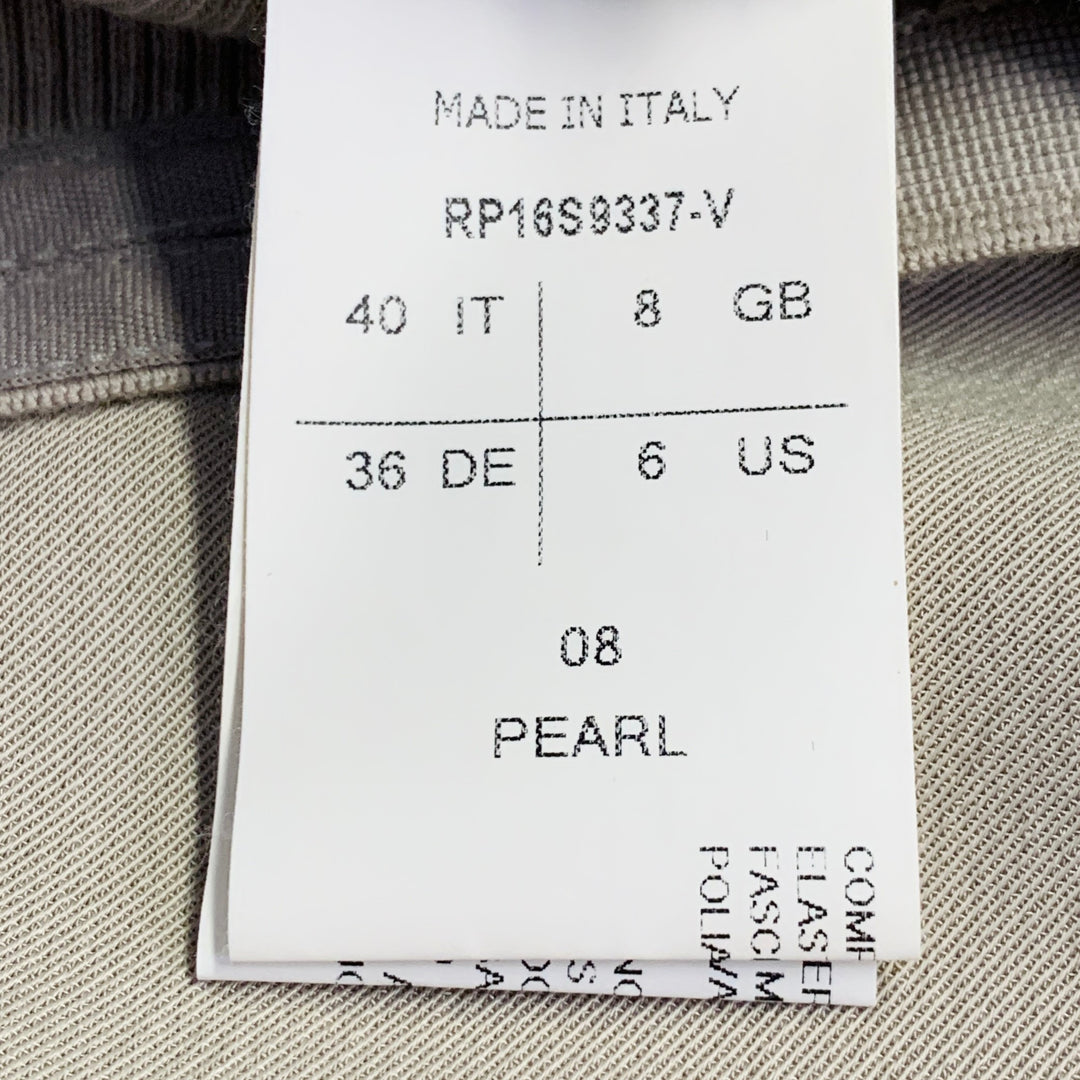 MADE IN ITALY
RP16S9337-V
40 IT 8 GB
36 DE 6 US
08
PEARL